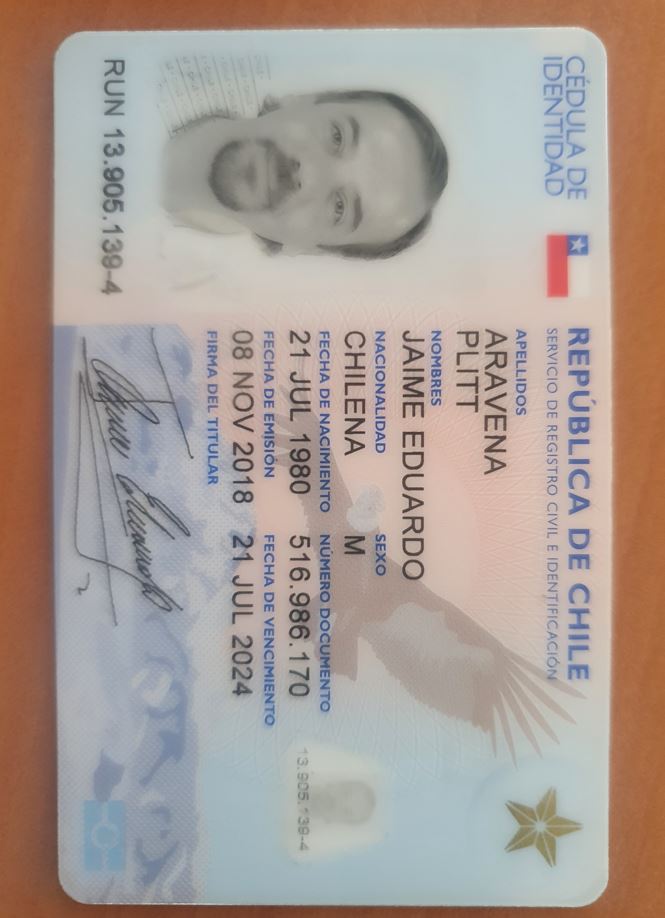 CÉDULA DE
IDENTIDAD
REPÚBLICA DE CHILE
SERVICIO DE REGISTRO CIVIL E IDENTIFICACIÓN
APELLIDOS
ARAVENA
PLITT
NOMBRES
JAIME EDUARDO
NACIONALIDAD SEXO
CHILENA M
FECHA DE NACIMIENTO NÚMERO DOCUMENTO
21 JUL 1980 516.986.170
FECHA DE EMISIÓN FECHA DE VENCIMIENTO
08 NOV 2018 21 JUL 2024
FIRMA DEL TITULAR
RUN 13.905.139-4
13.905.139-4